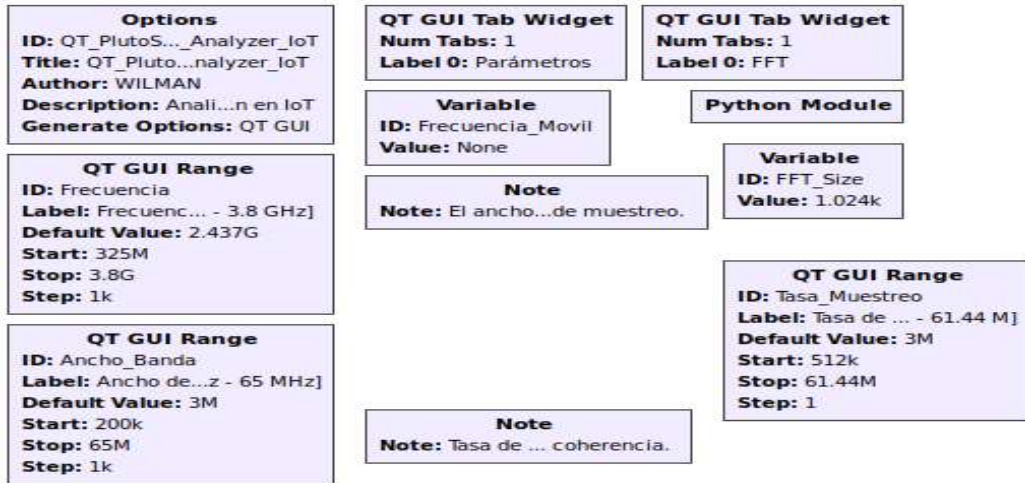 Options
ID: QT_PlutoS..._Analyzer_IoT
Title: QT_Pluto...nalyzer_IoT
Author: WILMAN
Description: Anali...n en IoT
Generate Options: QT GUI
QT GUI Tab Widget
Num Tabs: 1
Label 0: Parámetros
QT GUI Tab Widget
Num Tabs: 1
Label 0: FFT
Variable
ID: Frecuencia_Movil
Value: None
Python Module
QT GUI Range
ID: Frecuencia
Label: Frecuenc... - 3.8 GHz]
Default Value: 2.437G
Start: 325M
Stop: 3.8G
Step: 1k
Note
Note: El ancho...de muestreo.
Variable
ID: FFT_Size
Value: 1.024k
QT GUI Range
ID: Tasa_Muestreo
Label: Tasa de ... - 61.44 M]
Default Value: 3M
Start: 512k
Stop: 61.44M
Step: 1
QT GUI Range
ID: Ancho_Banda
Label: Ancho de...z - 65 MHz]
Default Value: 3M
Start: 200k
Stop: 65M
Step: 1k
Note
Note: Tasa de ... coherencia.